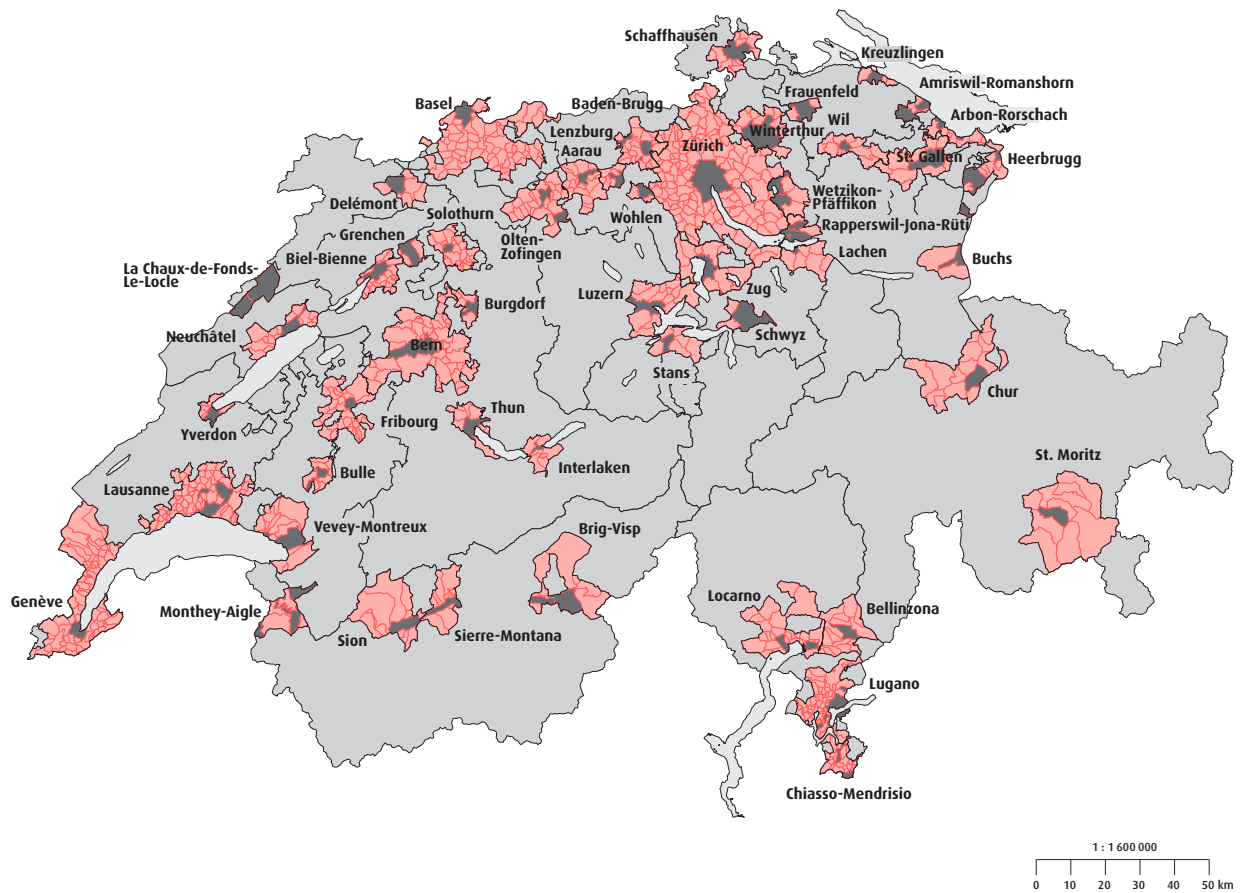 Schaffhausen
Kreuzlingen
Amriswil-Romanshorn
Frauenfeld
Basel
Baden-Brugg
Arbon-Rorschach
Wil
Lenzburg
Winterthur
Zürich
Aarau
St. Gallen
Heerbrugg
Delémont
Wetzikon-
Pfäffikon
Solothurn
Wohlen
Rapperswil-Jona-Rüti
Grenchen
Olten-
Zofingen
Lachen
Biel-Bienne
Buchs
La Chaux-de-Fonds-
Le-Locle
Luzern
Zug
Burgdorf
Neuchâtel
Schwyz
Bern
Stans
Chur
Thun
Fribourg
Yverdon
St. Moritz
Interlaken
Bulle
Lausanne
Vevey-Montreux
Brig-Visp
Genève
Locarno
Bellinzona
Monthey-Aigle
Sion
Sierre-Montana
Lugano
Chiasso-Mendrisio
1 : 1 600 000
0 10 20 30 40 50 km